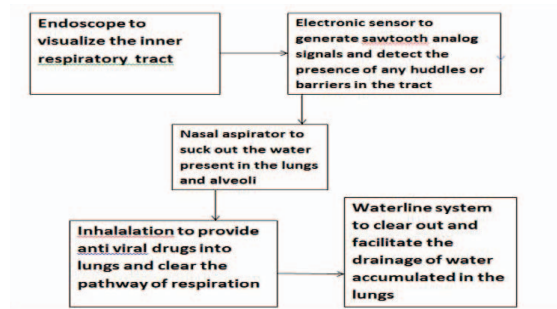 Endoscope to
visualize the inner
respiratory tract
Electronic sensor to
generate sawtooth analog
signals and detect the
presence of any huddles or
barriers in the tract
Nasal aspirator to
suck out the water
present in the lungs
and alveoli
Inhalalation to provide
anti viral drugs into
lungs and clear the
pathway of respiration
Waterline system
to clear out and
facilitate the
drainage of water
accumulated in the
lungs